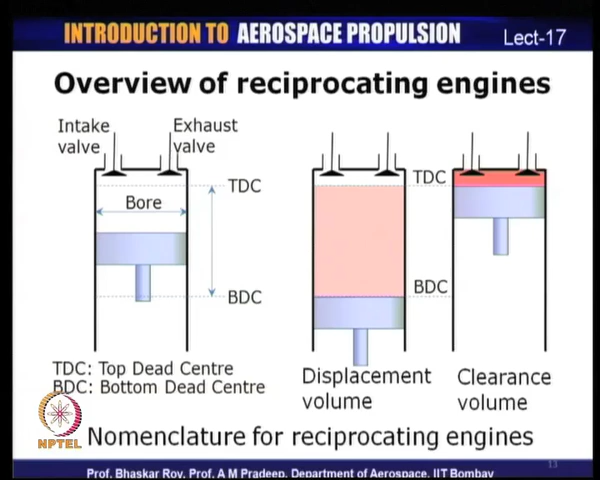 INTRODUCTION TO AEROSPACE PROPULSION
Lect-17
Overview of reciprocating engines
Intake valve
Exhaust valve
TDC
Bore
BDC
TDC
BDC
TDC: Top Dead Centre
BDC: Bottom Dead Centre
Displacement volume
Clearance volume
NPTEL
Nomenclature for reciprocating engines
13
Prof. Bhaskar Roy, Prof. A M Pradeep, Department of Aerospace, IIT Bombay